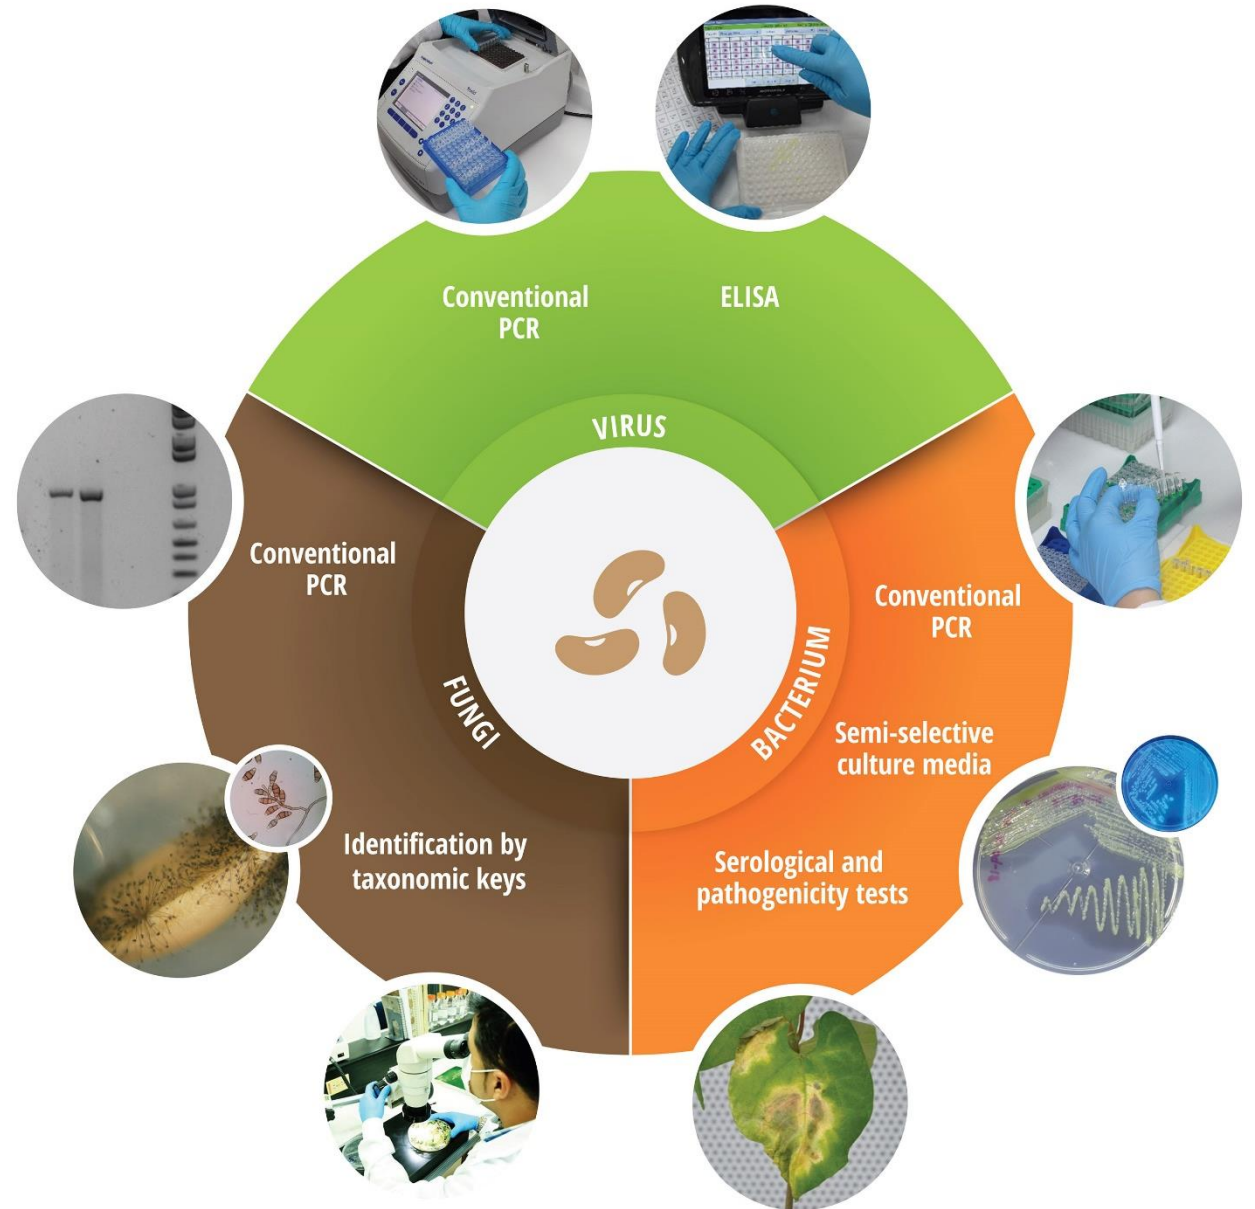 Conventional
PCR
ELISA
VIRUS
Conventional
PCR
FUNGI
Identification by
taxonomic keys
BACTERIUM
Conventional
PCR
Semi-selective
culture media
Serological and
pathogenicity tests
MOTOROLA